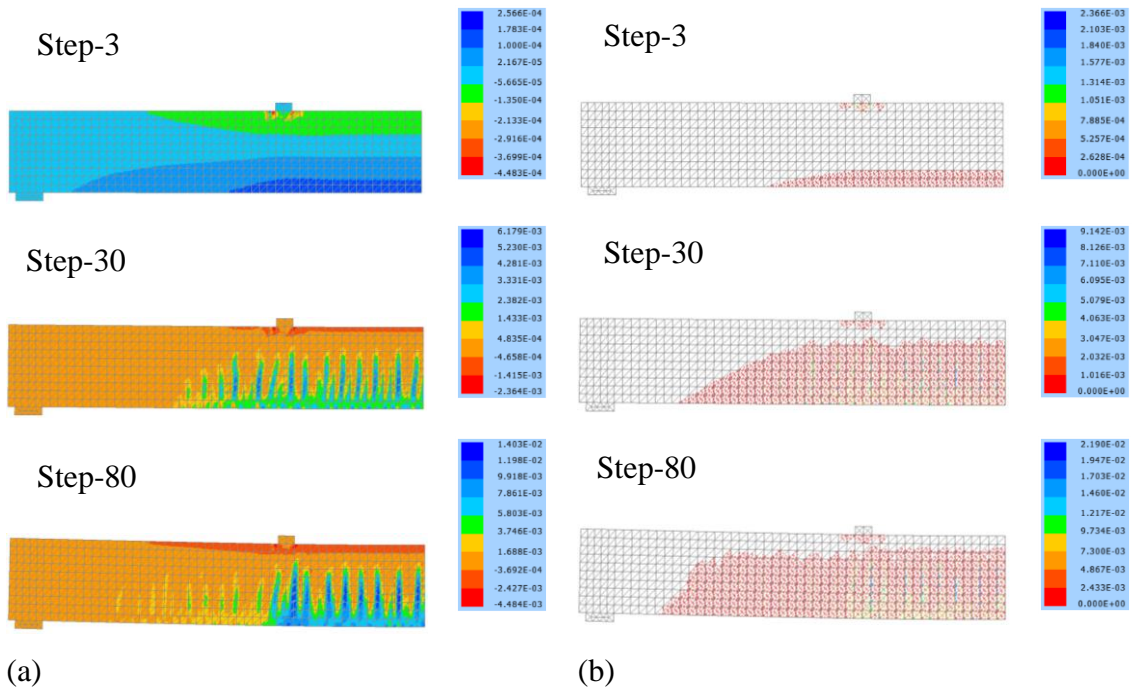 Step-3
2.566E-04
1.783E-04
1.000E-04
2.167E-05
-5.665E-05
-1.350E-04
-2.133E-04
-2.916E-04
-3.699E-04
-4.483E-04
Step-3
2.366E-03
2.103E-03
1.840E-03
1.577E-03
1.314E-03
1.051E-03
7.885E-04
5.257E-04
2.628E-04
0.000E+00
Step-30
6.179E-03
5.230E-03
4.281E-03
3.331E-03
2.382E-03
1.433E-03
4.835E-04
-4.658E-04
-1.415E-03
-2.364E-03
Step-30
9.142E-03
8.126E-03
7.110E-03
6.095E-03
5.079E-03
4.063E-03
3.047E-03
2.032E-03
1.016E-03
0.000E+00
Step-80
1.403E-02
1.198E-02
9.918E-03
7.861E-03
5.803E-03
3.746E-03
1.688E-03
-3.692E-04
-2.427E-03
-4.484E-03
Step-80
2.190E-02
1.947E-02
1.703E-02
1.460E-02
1.217E-02
9.734E-03
7.300E-03
4.867E-03
2.433E-03
0.000E+00
(a)
(b)